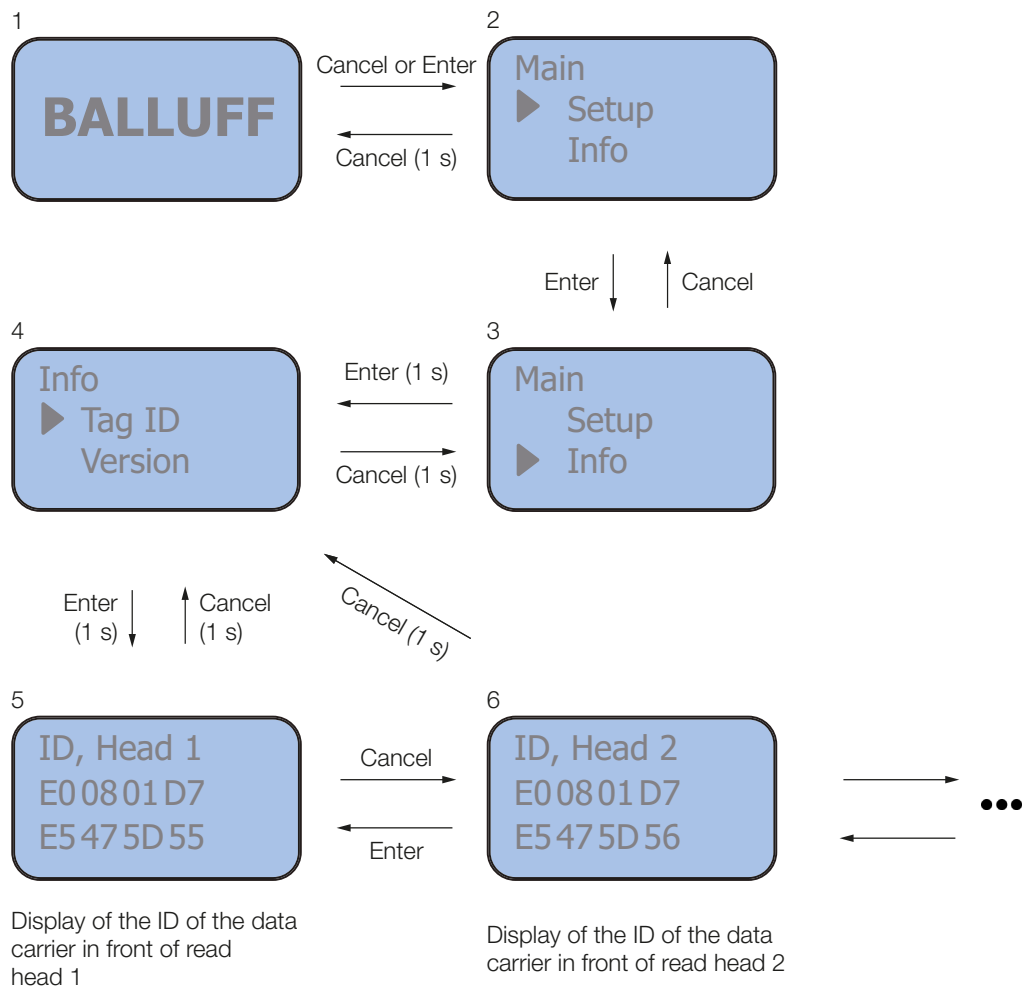 1
BALLUFF
Cancel or Enter
Cancel (1 s)
2
Main
Setup
Info
Enter
Cancel
4
Info
Tag ID
Version
Enter (1 s)
Cancel (1 s)
3
Main
Setup
Info
Enter
(1 s)
Cancel
(1 s)
Cancel (1 s)
5
ID, Head 1
E0 08 01 D7
E5 47 5D 55
Cancel
Enter
6
ID, Head 2
E0 08 01 D7
E5 47 5D 56
•••
Display of the ID of the data
carrier in front of read
head 1
Display of the ID of the data
carrier in front of read head 2